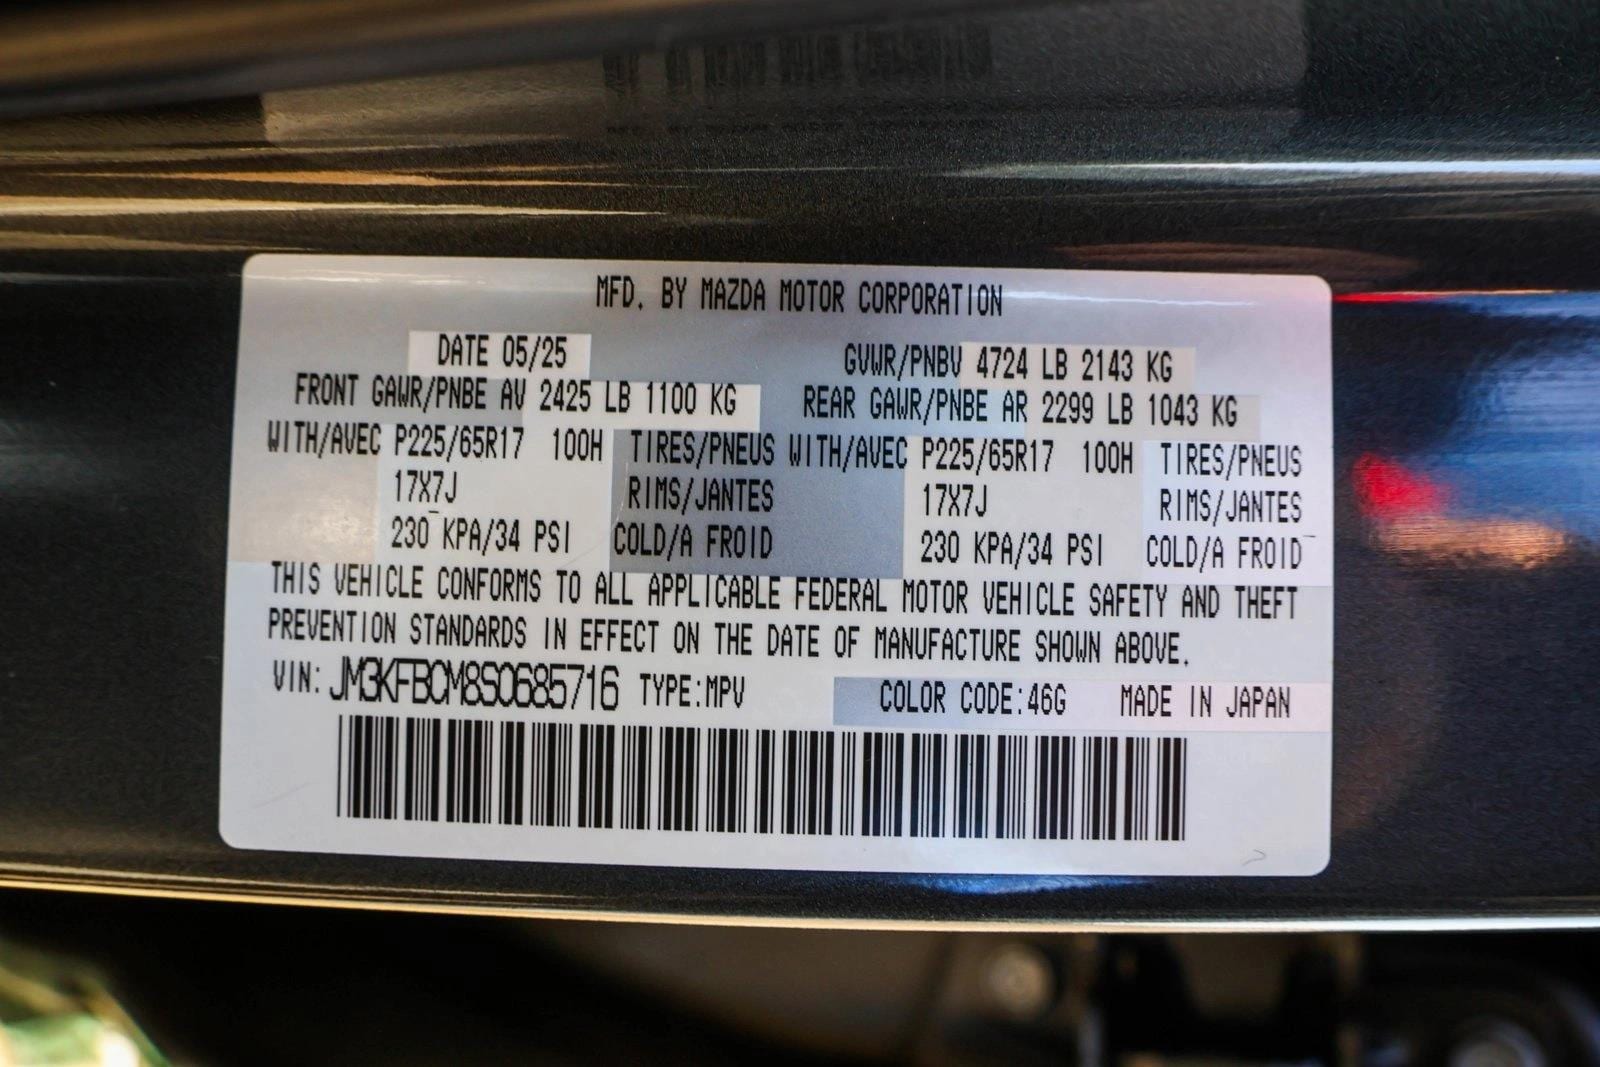 MFD. BY MAZDA MOTOR CORPORATION
DATE 05/25 GVWR/PNBV 4724 LB 2143 KG
FRONT GAWR/PNBE AV 2425 LB 1100 KG REAR GAWR/PNBE AR 2299 LB 1043 KG
WITH/AVEC P225/65R17 100H TIRES/PNEUS WITH/AVEC P225/65R17 100H TIRES/PNEUS
17X7J RIMS/JANTES 17X7J RIMS/JANTES
230 KPA/34 PSI COLD/A FROID 230 KPA/34 PSI COLD/A FROID
THIS VEHICLE CONFORMS TO ALL APPLICABLE FEDERAL MOTOR VEHICLE SAFETY AND THEFT
PREVENTION STANDARDS IN EFFECT ON THE DATE OF MANUFACTURE SHOWN ABOVE.
VIN: JM3KFBCM8S0685716 TYPE:MPV COLOR CODE:46G MADE IN JAPAN